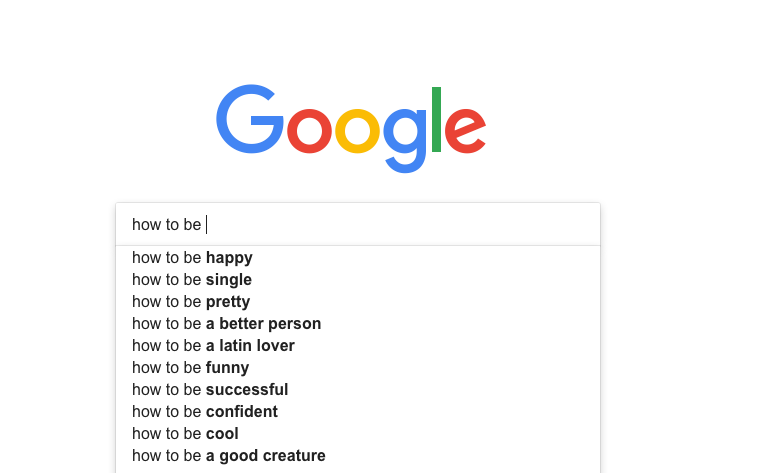 Google
how to be
how to be happy
how to be single
how to be pretty
how to be a better person
how to be a latin lover
how to be funny
how to be successful
how to be confident
how to be cool
how to be a good creature